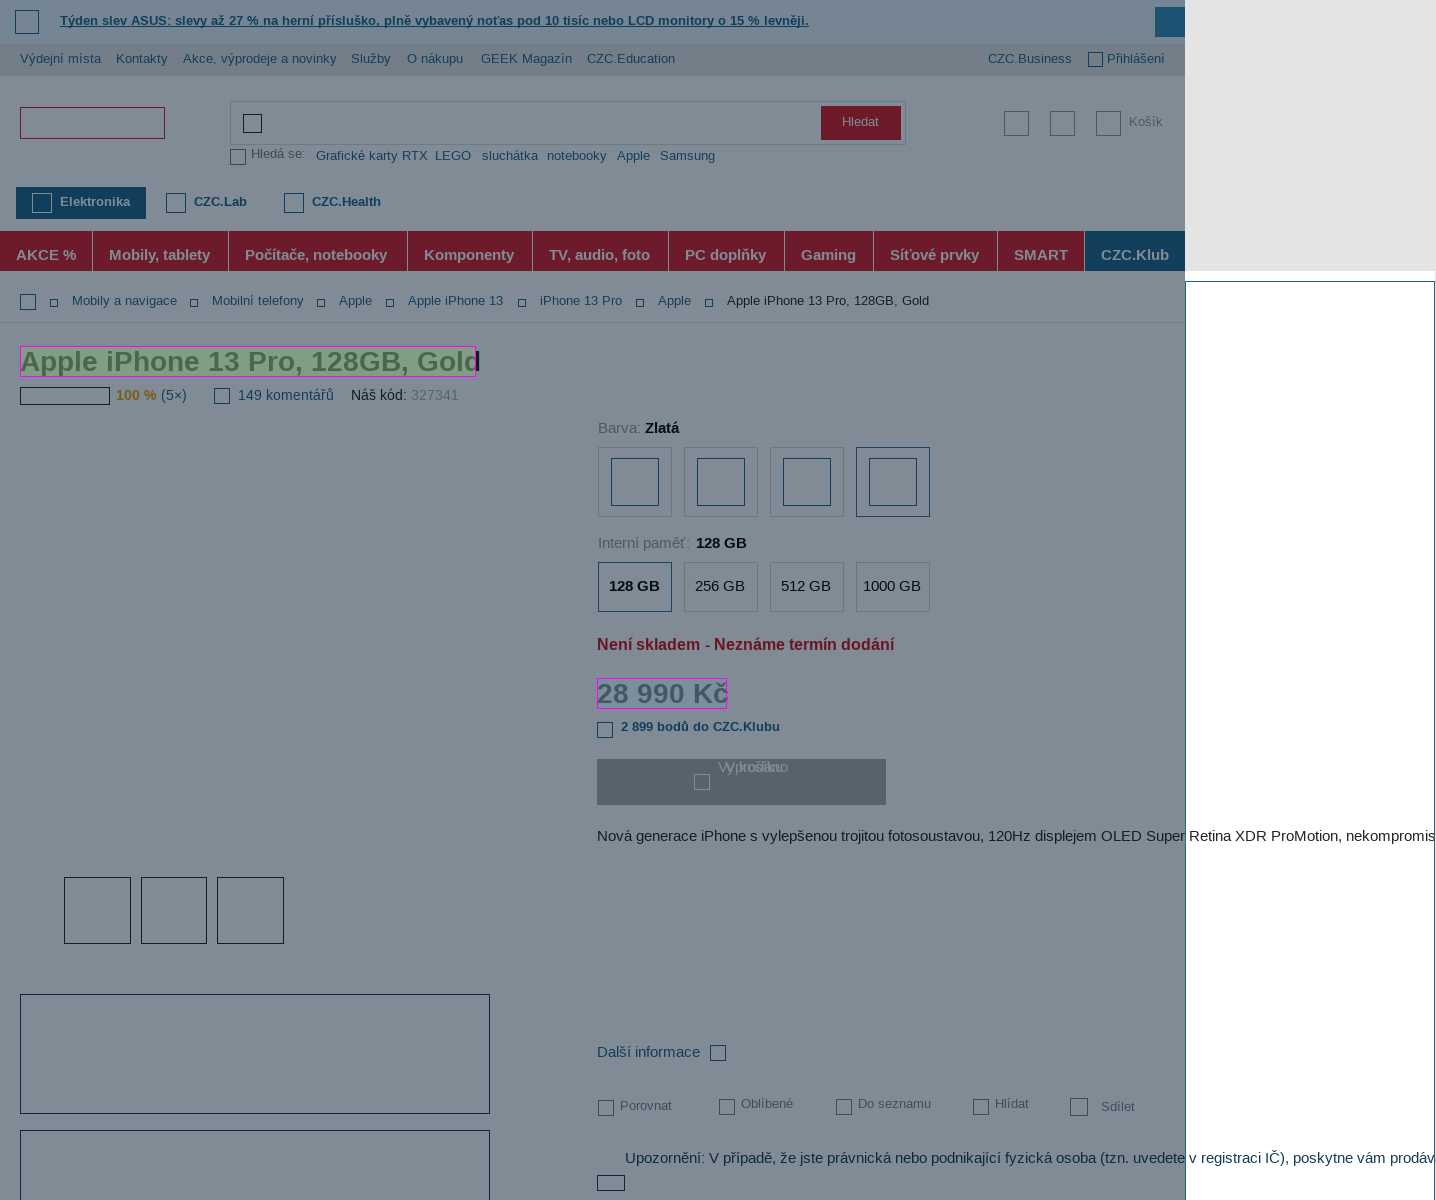 Týden slev ASUS: slevy až 27 % na herní přísluško, plně vybavený noťas pod 10 tisíc nebo LCD monitory o 15 % levněji.
Výdejní místa Kontakty Akce, výprodeje a novinky Služby O nákupu GEEK Magazín CZC.Education CZC.Business Přihlášení
Hledat Košík
Hledá se: Grafické karty RTX LEGO sluchátka notebooky Apple Samsung
Elektronika CZC.Lab CZC.Health
AKCE % Mobily, tablety Počítače, notebooky Komponenty TV, audio, foto PC doplňky Gaming Síťové prvky SMART CZC.Klub
Mobily a navigace Mobilní telefony Apple Apple iPhone 13 iPhone 13 Pro Apple Apple iPhone 13 Pro, 128GB, Gold
Apple iPhone 13 Pro, 128GB, Gold
100 % (5×) 149 komentářů Náš kód: 327341
Barva: Zlatá
Interní paměť: 128 GB
128 GB 256 GB 512 GB 1000 GB
Není skladem - Neznáme termín dodání
28 990 Kč
2 899 bodů do CZC.Klubu
Nová generace iPhone s vylepšenou trojitou fotosoustavou, 120Hz displejem OLED Super Retina XDR ProMotion, nekompromis
Další informace
Porovnat Oblíbené Do seznamu Hlídat Sdílet
Upozornění: V případě, že jste právnická nebo podnikající fyzická osoba (tzn. uvedete v registraci IČ), poskytne vám prodáv